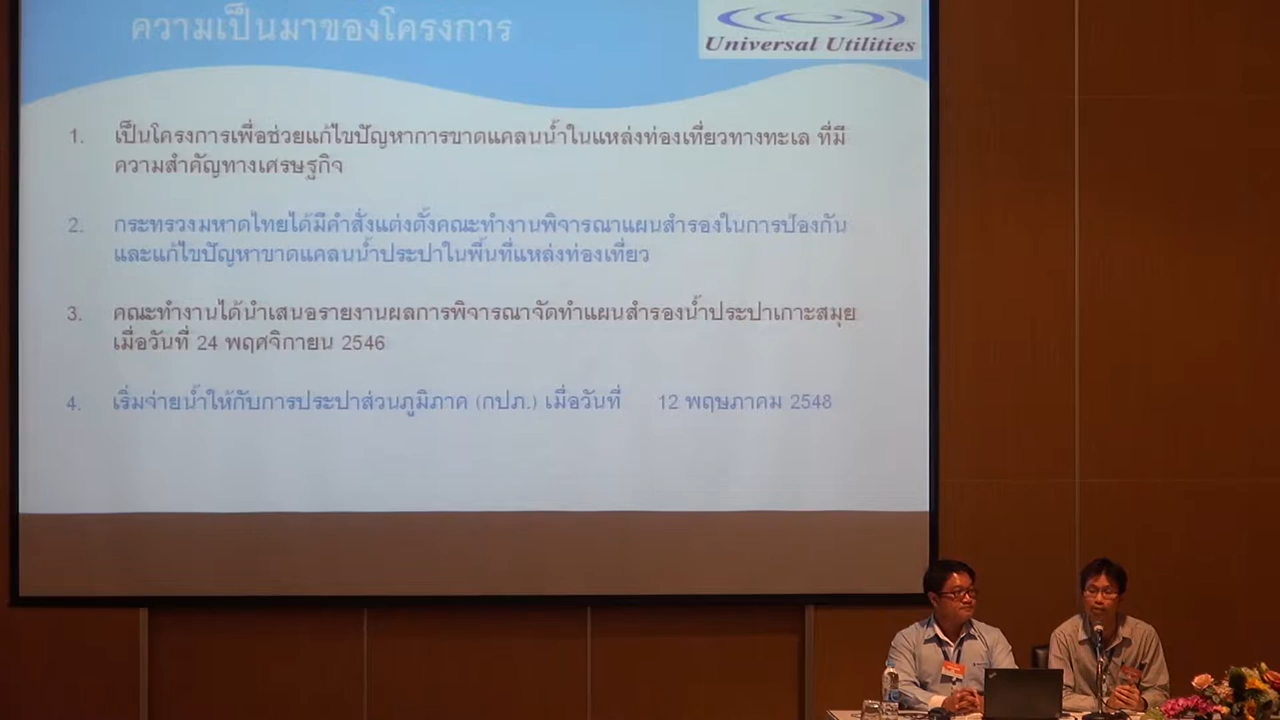 ความเป็นมาของโครงการ
Universal Utilities
1. เป็นโครงการเพื่อช่วยแก้ไขปัญหาการขาดแคลนน้ำในแหล่งท่องเที่ยวทางทะเล ที่มี
ความสำคัญทางเศรษฐกิจ
2. กระทรวงมหาดไทยได้มีคำสั่งแต่งตั้งคณะทำงานพิจารณาแผนสำรองในการป้องกัน
และแก้ไขปัญหาขาดแคลนน้ำประปาในพื้นที่แหล่งท่องเที่ยว
3. คณะทำงานได้นำเสนอรายงานผลการพิจารณาจัดทำแผนสำรองน้ำประปาเกาะสมุย
เมื่อวันที่ 24 พฤศจิกายน 2546
4. เริ่มจ่ายน้ำให้กับการประปาส่วนภูมิภาค (กปภ.) เมื่อวันที่ 12 พฤษภาคม 2548